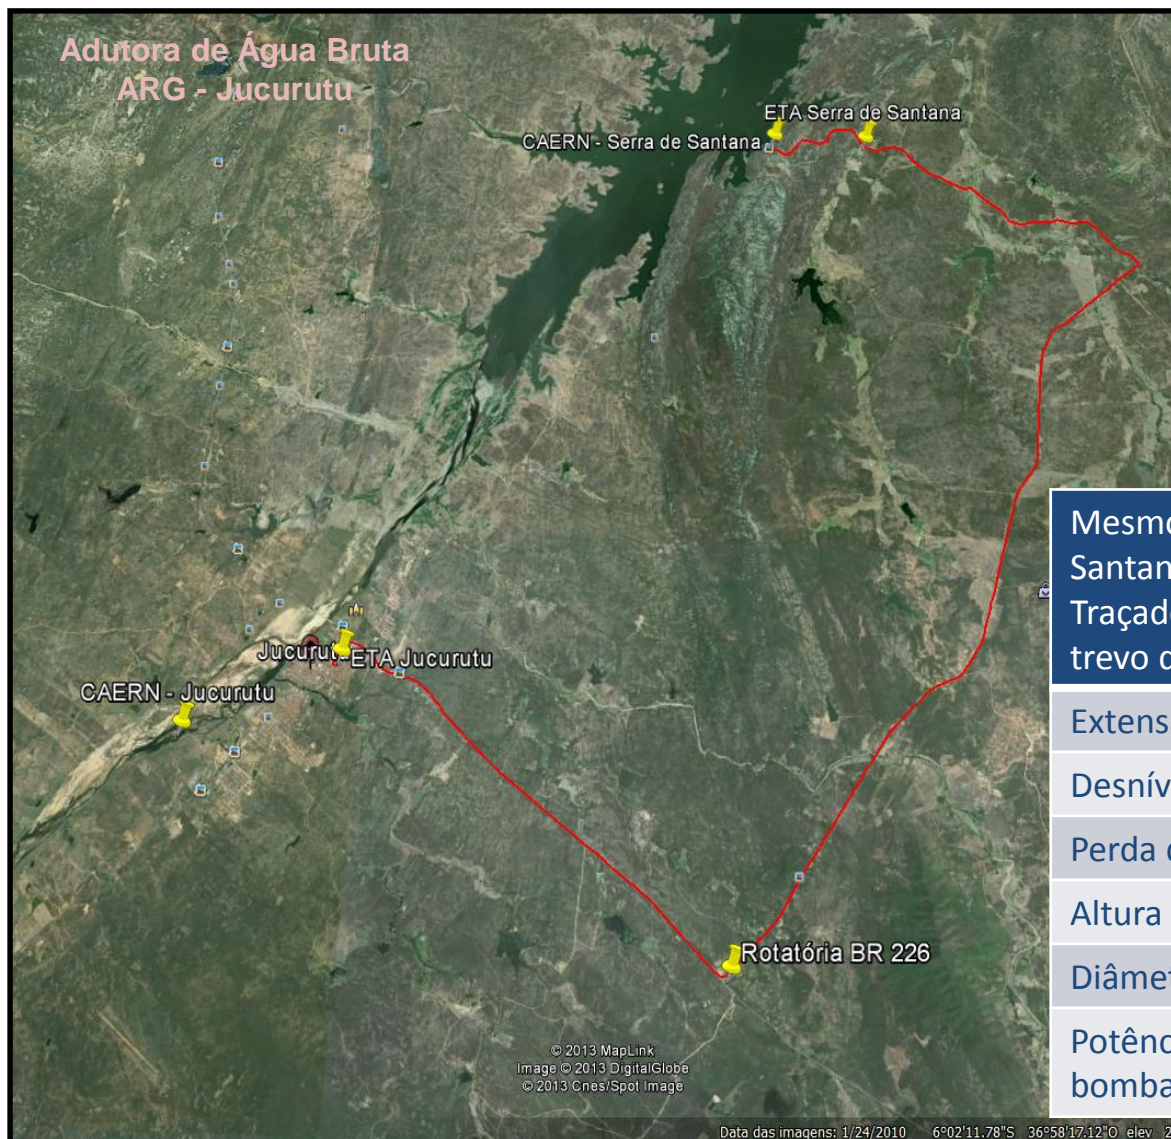 Adutora de Água Bruta
ARG - Jucurutu
ETA Serra de Santana
CAERN - Serra de Santana
Jucurut
ETA Jucurutu
CAERN - Jucurutu
Rotatória BR 226
Mesmo
Santan
Traçad
trevo d
Extens
Desnív
Perda
Altura
Diâme
Potênc
bomba
© 2013 MapLink
Image © 2013 DigitalGlobe
© 2013 Cnes/Spot Image
Data das imagens: 1/24/2010 6°02'11.78"S 36°58'17.12"O elev 2